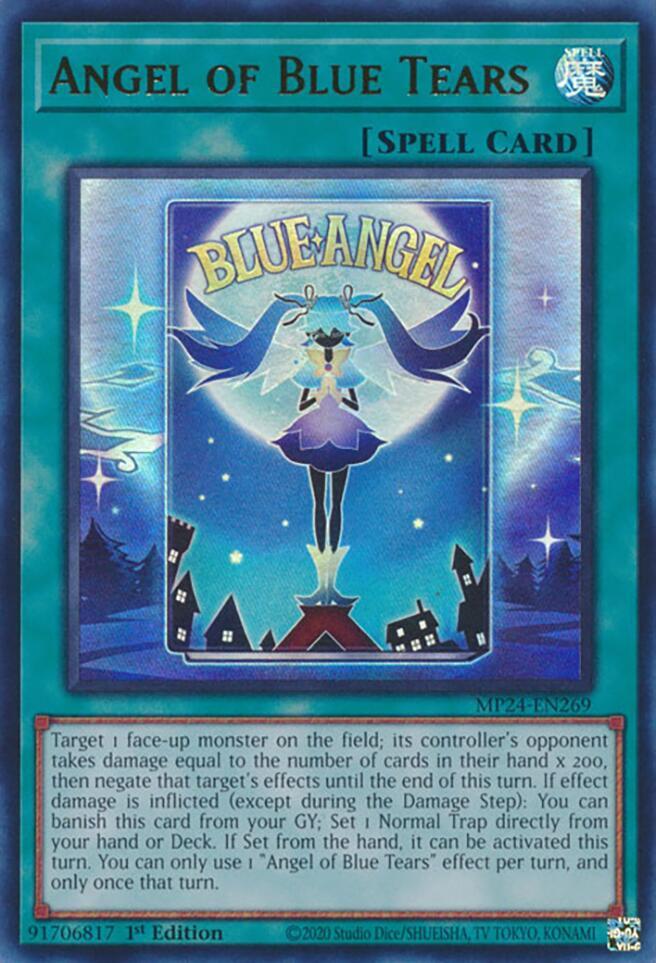 Angel of Blue Tears
SPELL
魔
[Spell Card]
BLUE ANGEL
MP24-EN269
Target 1 face-up monster on the field; its controller's opponent
takes damage equal to the number of cards in their hand x 200,
then negate that target's effects until the end of this turn. If effect
damage is inflicted (except during the Damage Step): You can
banish this card from your GY; Set 1 Normal Trap directly from
your hand or Deck. If Set from the hand, it can be activated this
turn. You can only use 1 "Angel of Blue Tears" effect per turn, and
only once that turn.
91706817 1st Edition
©2020 Studio Dice/SHUEISHA, TV TOKYO, KONAMI